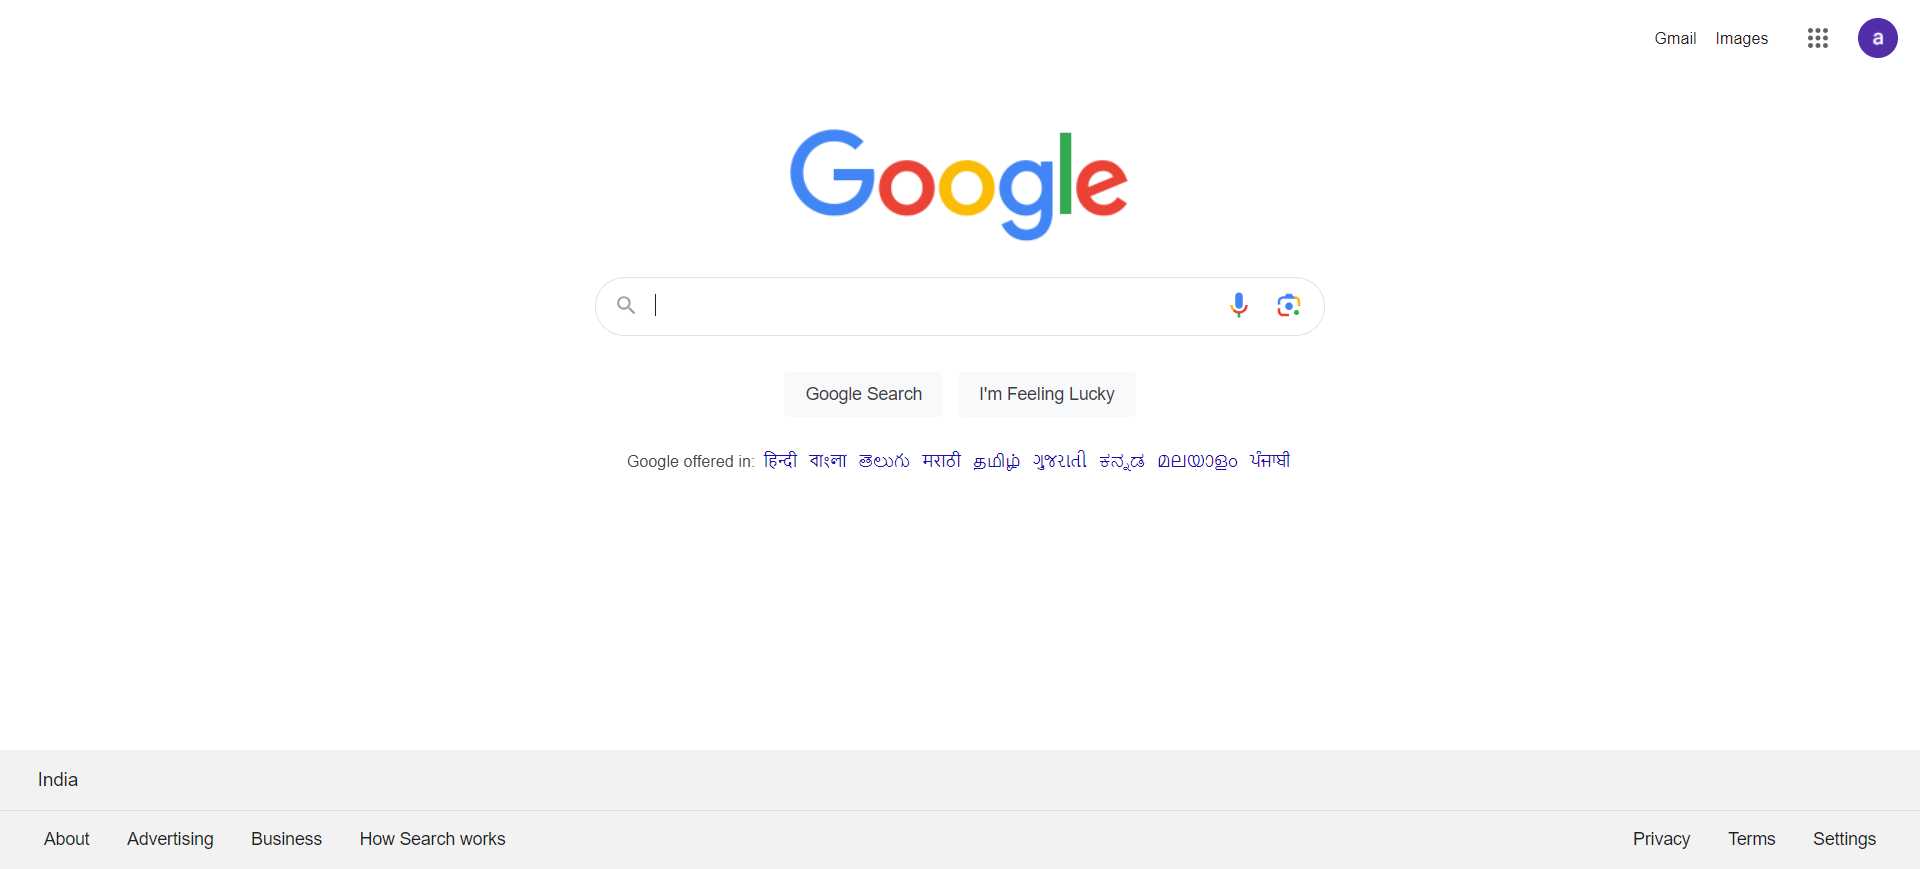 Gmail Images a
Google
Google Search I'm Feeling Lucky
Google offered in: हिन्दी বাংলা తెలుగు मराठी தமிழ் ગુજરાતી ಕನ್ನಡ മലയാളം ਪੰਜਾਬੀ
India
About Advertising Business How Search works Privacy Terms Settings